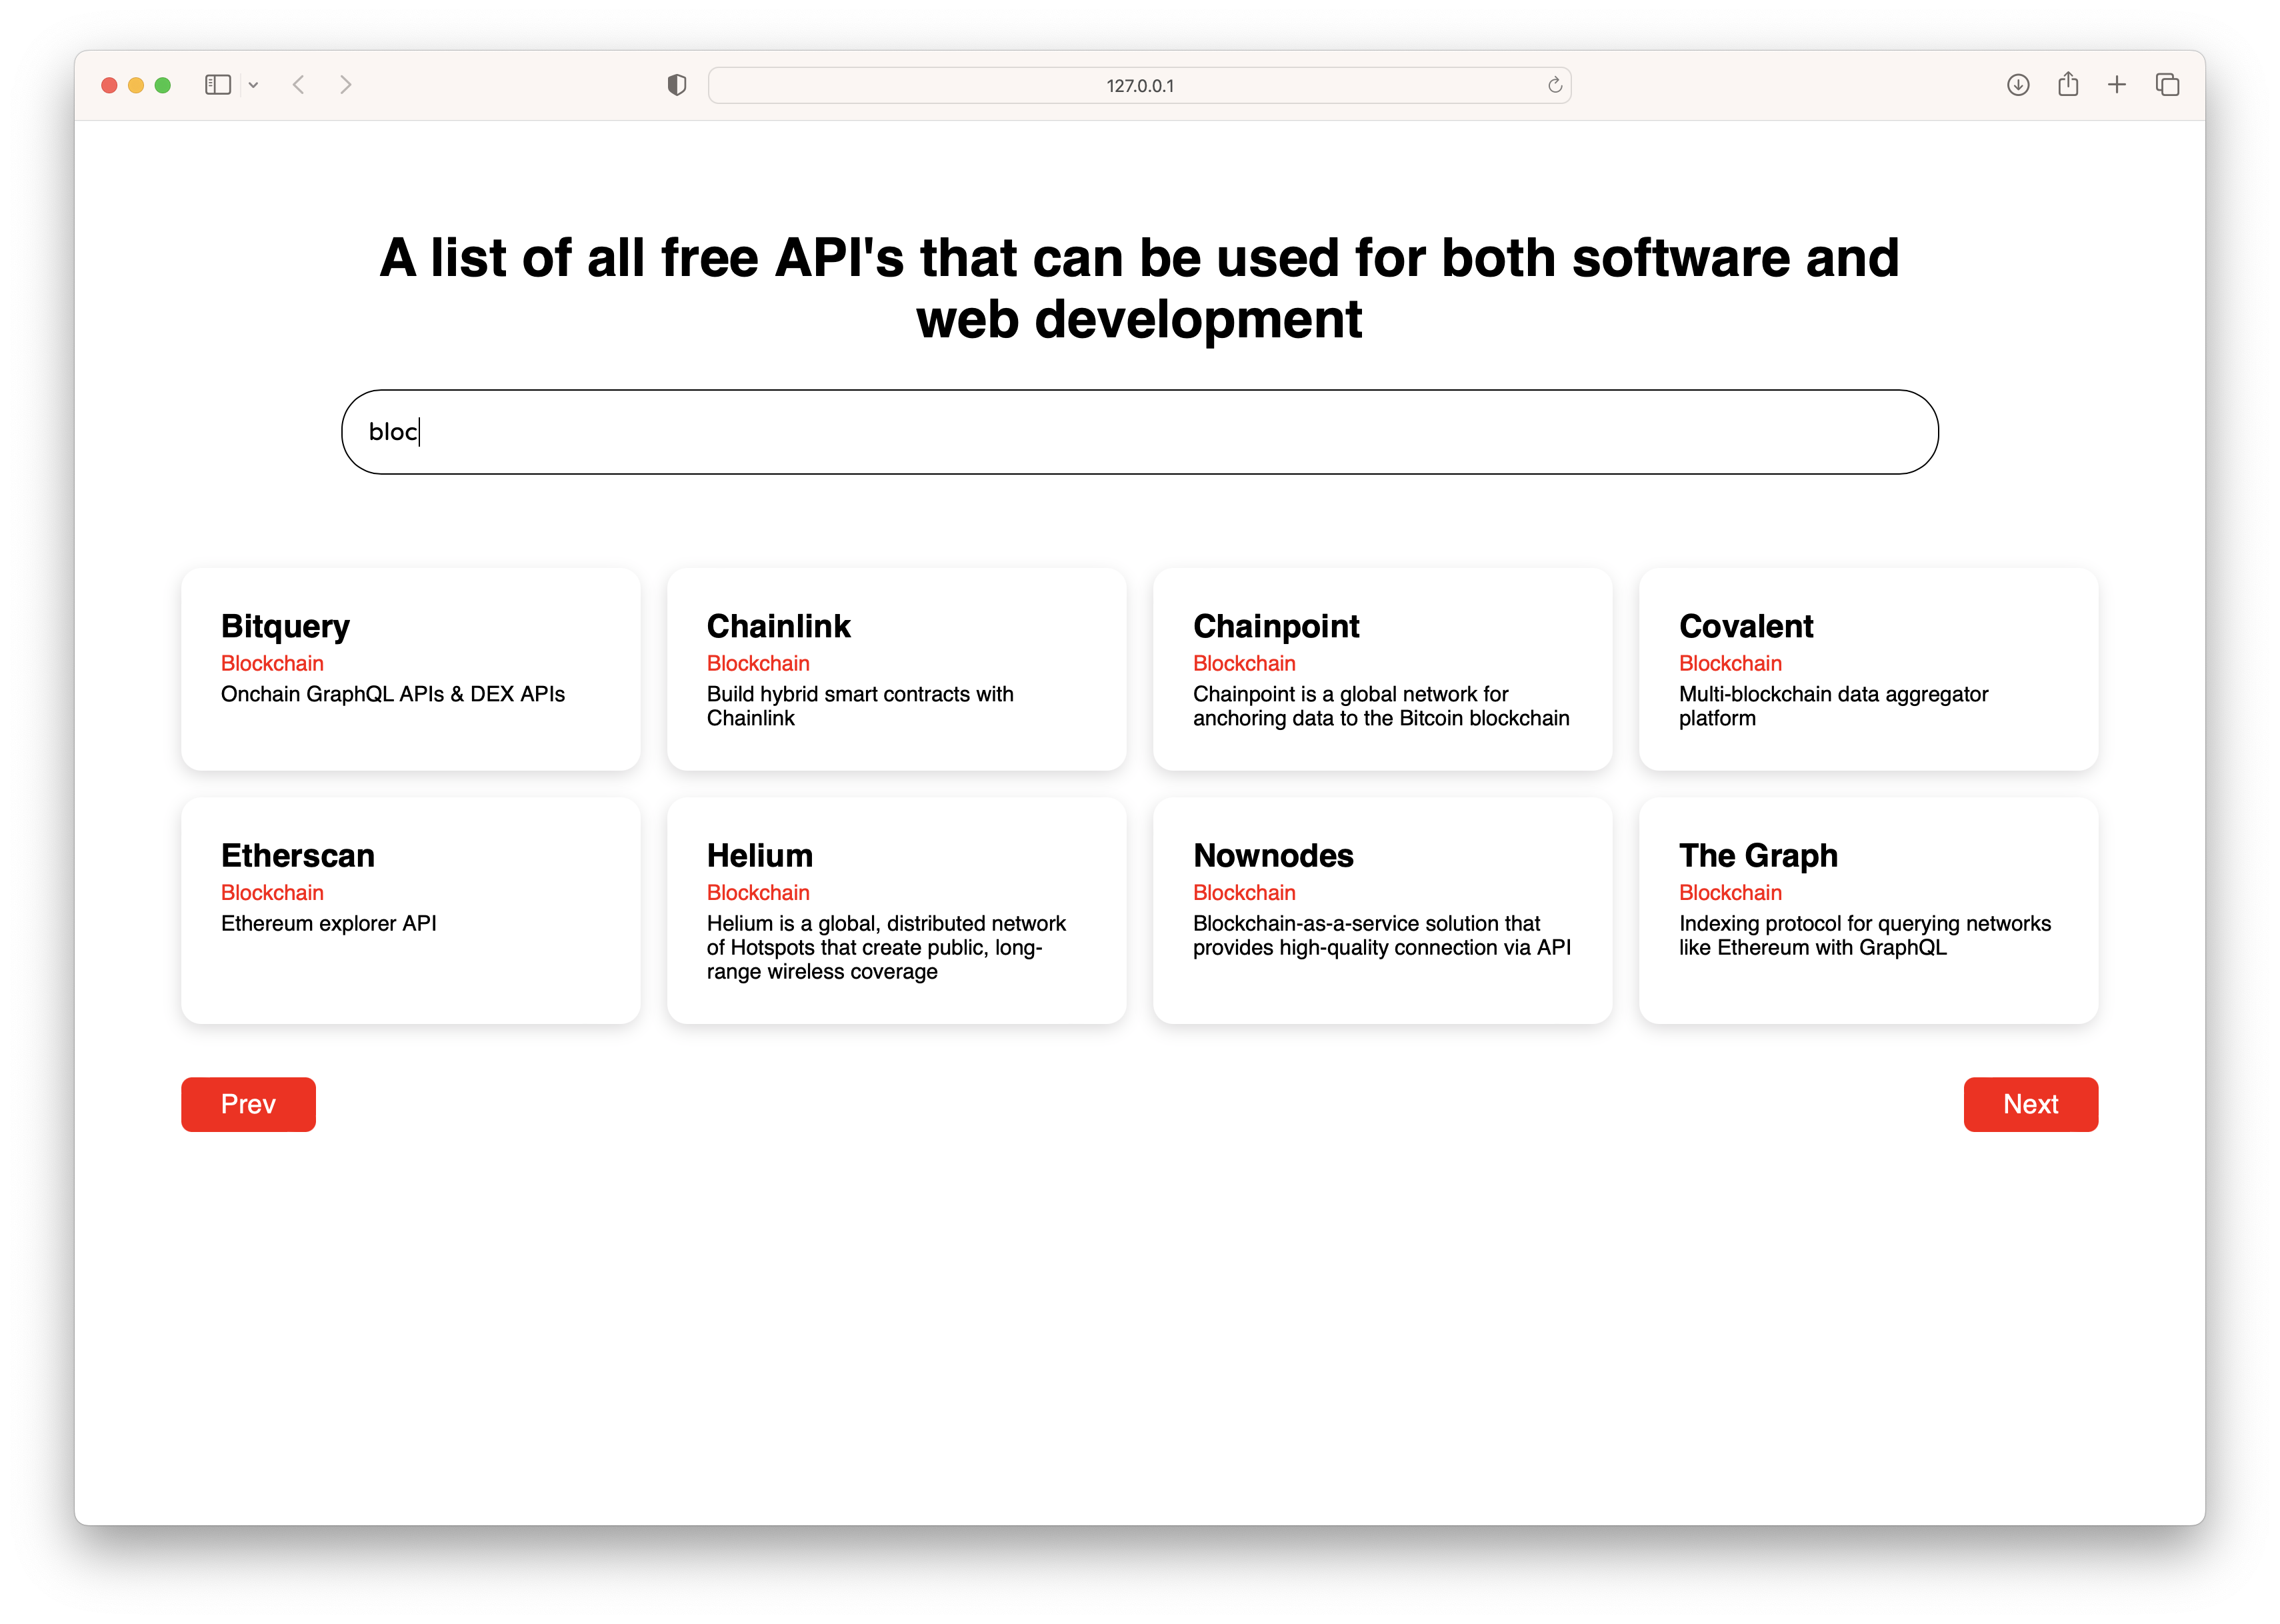 127.0.0.1
A list of all free API's that can be used for both software and
web development
bloc
Bitquery
Blockchain
Onchain GraphQL APIs & DEX APIs
Chainlink
Blockchain
Build hybrid smart contracts with
Chainlink
Chainpoint
Blockchain
Chainpoint is a global network for
anchoring data to the Bitcoin blockchain
Covalent
Blockchain
Multi-blockchain data aggregator
platform
Etherscan
Blockchain
Ethereum explorer API
Helium
Blockchain
Helium is a global, distributed network
of Hotspots that create public, long-
range wireless coverage
Nownodes
Blockchain
Blockchain-as-a-service solution that
provides high-quality connection via API
The Graph
Blockchain
Indexing protocol for querying networks
like Ethereum with GraphQL
Prev
Next